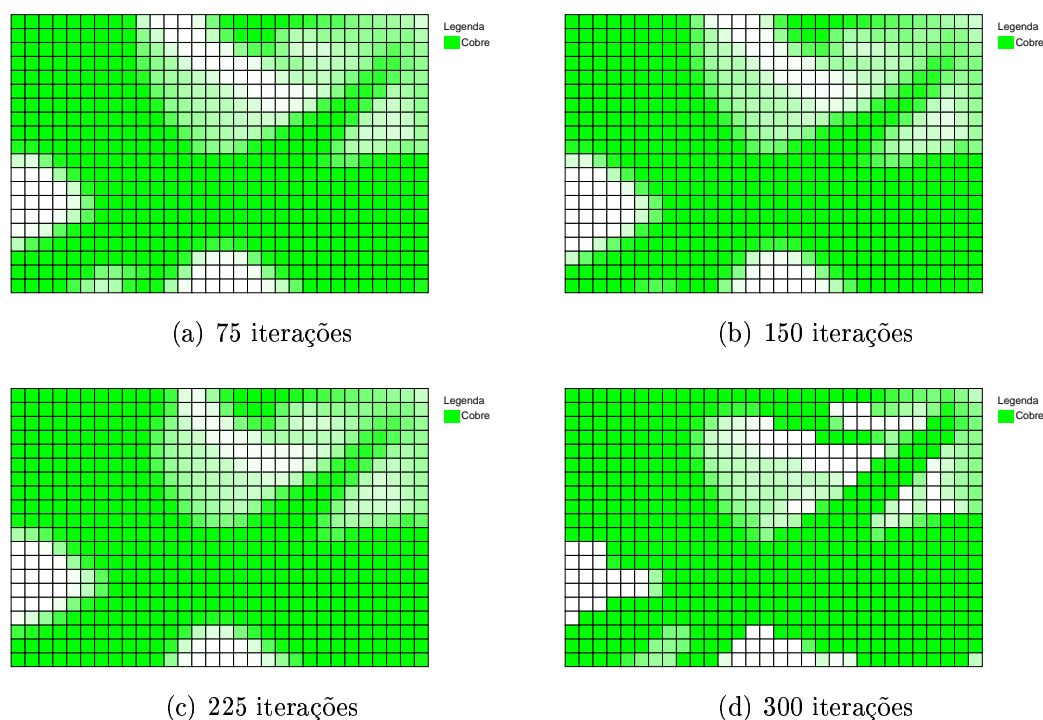 Legenda
Cobre
Legenda
Cobre
(a) 75 iterações
(b) 150 iterações
Legenda
Cobre
Legenda
Cobre
(c) 225 iterações
(d) 300 iterações